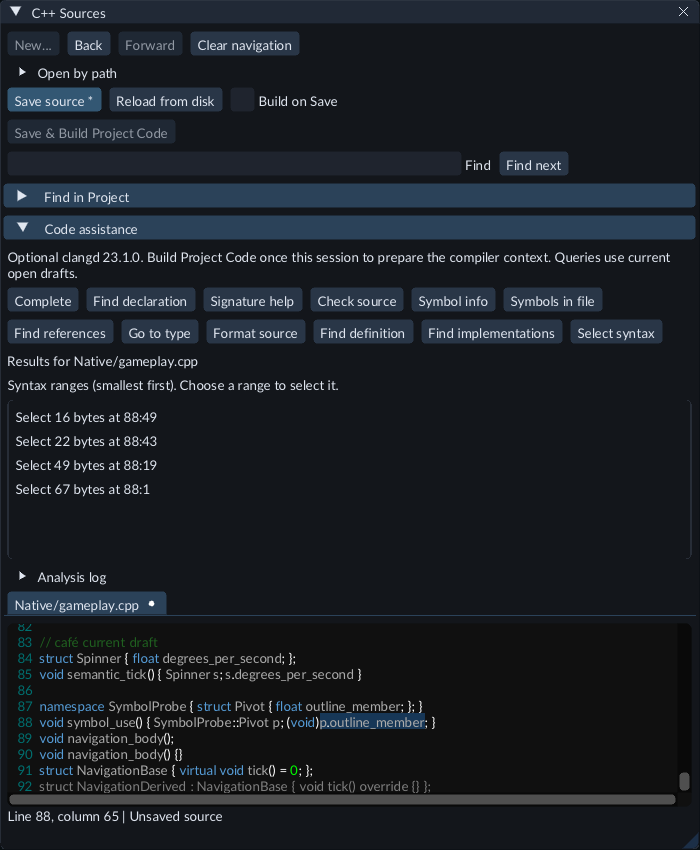 C++ Sources
New... Back Forward Clear navigation
Open by path
Save source * Reload from disk Build on Save
Save & Build Project Code
Find Find next
Find in Project
Code assistance
Optional clangd 23.1.0. Build Project Code once this session to prepare the compiler context. Queries use current
open drafts.
Complete Find declaration Signature help Check source Symbol info Symbols in file
Find references Go to type Format source Find definition Find implementations Select syntax
Results for Native/gameplay.cpp
Syntax ranges (smallest first). Choose a range to select it.
Select 16 bytes at 88:49
Select 22 bytes at 88:43
Select 49 bytes at 88:19
Select 67 bytes at 88:1
Analysis log
Native/gameplay.cpp
82
83 // café current draft
84 struct Spinner { float degrees_per_second; };
85 void semantic_tick() { Spinner s; s.degrees_per_second }
86
87 namespace SymbolProbe { struct Pivot { float outline_member; }; }
88 void symbol_use() { SymbolProbe::Pivot p; (void)p.outline_member; }
89 void navigation_body();
90 void navigation_body() {}
91 struct NavigationBase { virtual void tick() = 0; };
92 struct NavigationDerived : NavigationBase { void tick() override {} };
Line 88, column 65 | Unsaved source